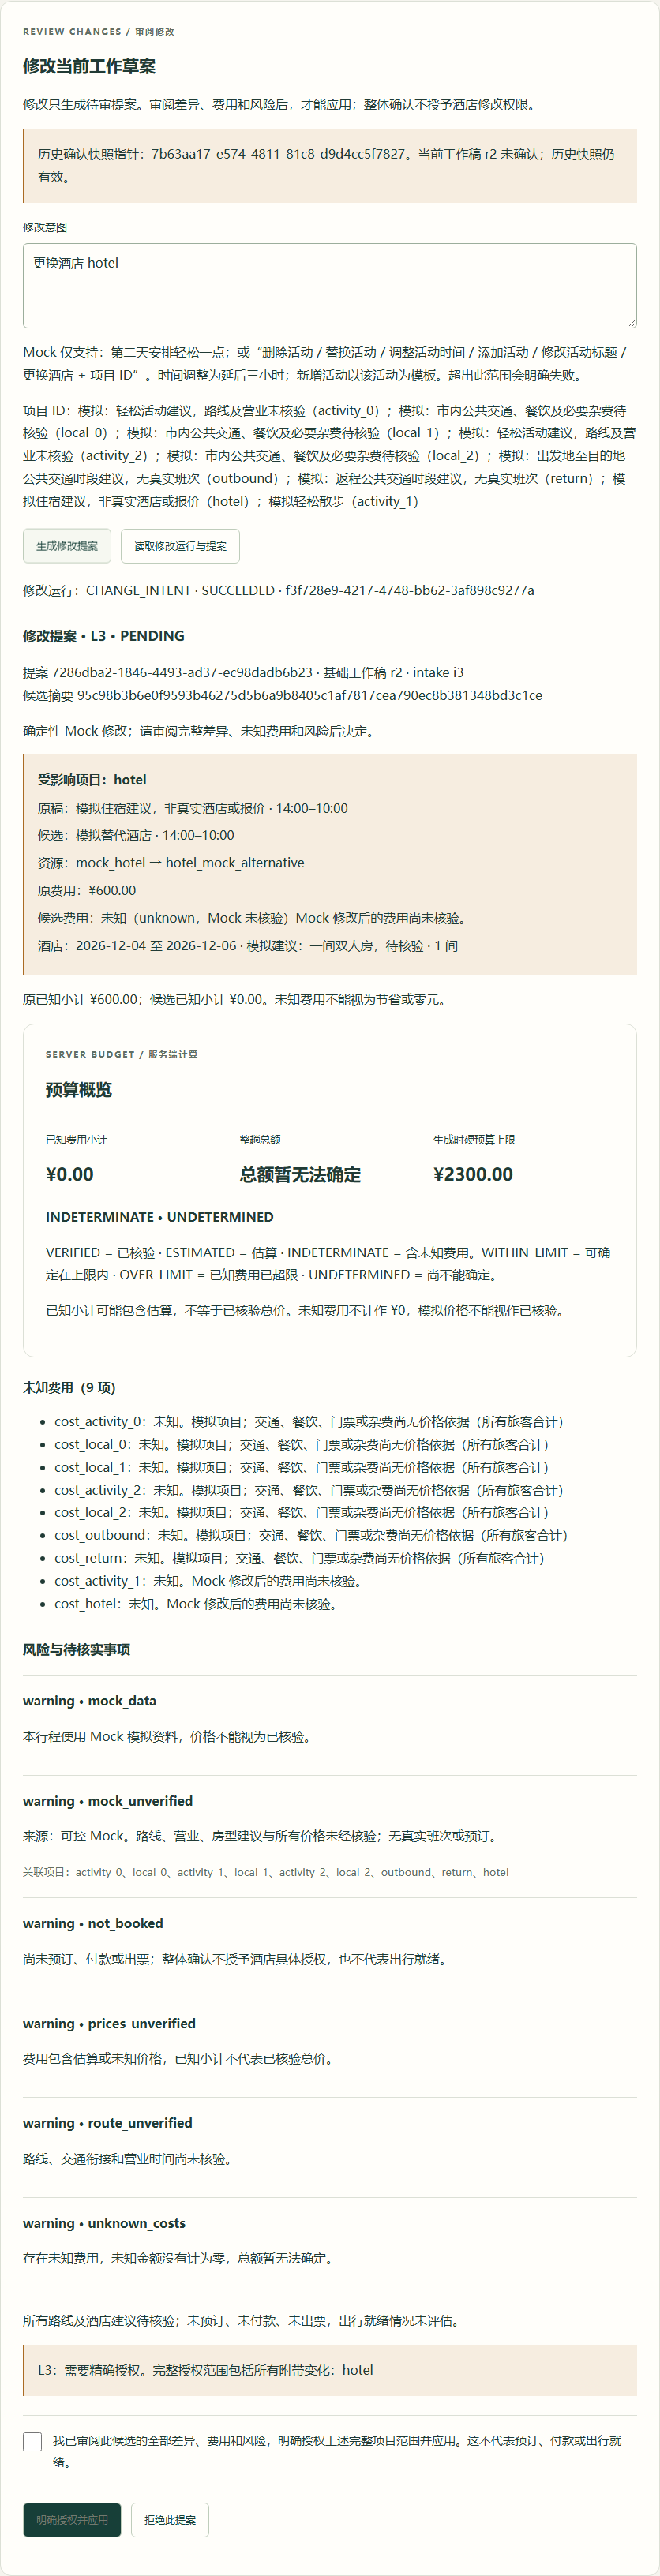 REVIEW CHANGES / 审阅修改
修改当前工作草案
修改只生成待审提案。审阅差异、费用和风险后，才能应用；整体确认不授予酒店修改权限。
历史确认快照指针：7b63aa17-e574-4811-81c8-d9d4cc5f7827。当前工作稿 r2 未确认；历史快照仍
有效。
修改意图
更换酒店 hotel
Mock 仅支持：第二天安排轻松一点；或“删除活动 / 替换活动 / 调整活动时间 / 添加活动 / 修改活动标题 /
更换酒店 + 项目 ID”。时间调整为延后三小时；新增活动以该活动为模板。超出此范围会明确失败。
项目 ID：模拟：轻松活动建议，路线及营业未核验（activity_0）；模拟：市内公共交通、餐饮及必要杂费待
核验（local_0）；模拟：市内公共交通、餐饮及必要杂费待核验（local_1）；模拟：轻松活动建议，路线及营
业未核验（activity_2）；模拟：市内公共交通、餐饮及必要杂费待核验（local_2）；模拟：出发地至目的地
公共交通时段建议，无真实班次（outbound）；模拟：返程公共交通时段建议，无真实班次（return）；模
拟住宿建议，非真实酒店或报价（hotel）；模拟轻松散步（activity_1）
生成修改提案 读取修改运行与提案
修改运行：CHANGE_INTENT · SUCCEEDED · f3f728e9-4217-4748-bb62-3af898c9277a
修改提案 • L3 • PENDING
提案 7286dba2-1846-4493-ad37-ec98dadb6b23 · 基础工作稿 r2 · intake i3
候选摘要 95c98b3b6e0f9593b46275d5b6a9b8405c1af7817cea790ec8b381348bd3c1ce
确定性 Mock 修改；请审阅完整差异、未知费用和风险后决定。
受影响项目：hotel
原稿：模拟住宿建议，非真实酒店或报价 · 14:00–10:00
候选：模拟替代酒店 · 14:00–10:00
资源：mock_hotel → hotel_mock_alternative
原费用：¥600.00
候选费用：未知（unknown，Mock 未核验）Mock 修改后的费用尚未核验。
酒店：2026-12-04 至 2026-12-06 · 模拟建议：一间双人房，待核验 · 1 间
原已知小计 ¥600.00；候选已知小计 ¥0.00。未知费用不能视为节省或零元。
SERVER BUDGET / 服务端计算
预算概览
已知费用小计 整趟总额 生成时硬预算上限
¥0.00 总额暂无法确定 ¥2300.00
INDETERMINATE • UNDETERMINED
VERIFIED = 已核验 · ESTIMATED = 估算 · INDETERMINATE = 含未知费用。WITHIN_LIMIT = 可确
定在上限内 · OVER_LIMIT = 已知费用已超限 · UNDETERMINED = 尚不能确定。
已知小计可能包含估算，不等于已核验总价。未知费用不计作 ¥0，模拟价格不能视作已核验。
未知费用（9 项）
• cost_activity_0：未知。模拟项目；交通、餐饮、门票或杂费尚无价格依据（所有旅客合计）
• cost_local_0：未知。模拟项目；交通、餐饮、门票或杂费尚无价格依据（所有旅客合计）
• cost_local_1：未知。模拟项目；交通、餐饮、门票或杂费尚无价格依据（所有旅客合计）
• cost_activity_2：未知。模拟项目；交通、餐饮、门票或杂费尚无价格依据（所有旅客合计）
• cost_local_2：未知。模拟项目；交通、餐饮、门票或杂费尚无价格依据（所有旅客合计）
• cost_outbound：未知。模拟项目；交通、餐饮、门票或杂费尚无价格依据（所有旅客合计）
• cost_return：未知。模拟项目；交通、餐饮、门票或杂费尚无价格依据（所有旅客合计）
• cost_activity_1：未知。Mock 修改后的费用尚未核验。
• cost_hotel：未知。Mock 修改后的费用尚未核验。
风险与待核实事项
warning • mock_data
本行程使用 Mock 模拟资料，价格不能视为已核验。
warning • mock_unverified
来源：可控 Mock。路线、营业、房型建议与所有价格未经核验；无真实班次或预订。
关联项目：activity_0、local_0、activity_1、local_1、activity_2、local_2、outbound、return、hotel
warning • not_booked
尚未预订、付款或出票；整体确认不授予酒店具体授权，也不代表出行就绪。
warning • prices_unverified
费用包含估算或未知价格，已知小计不代表已核验总价。
warning • route_unverified
路线、交通衔接和营业时间尚未核验。
warning • unknown_costs
存在未知费用，未知金额没有计为零，总额暂无法确定。
所有路线及酒店建议待核验；未预订、未付款、未出票，出行就绪情况未评估。
L3：需要精确授权。完整授权范围包括所有附带变化：hotel
我已审阅此候选的全部差异、费用和风险，明确授权上述完整项目范围并应用。这不代表预订、付款或出行就
绪。
明确授权并应用 拒绝此提案